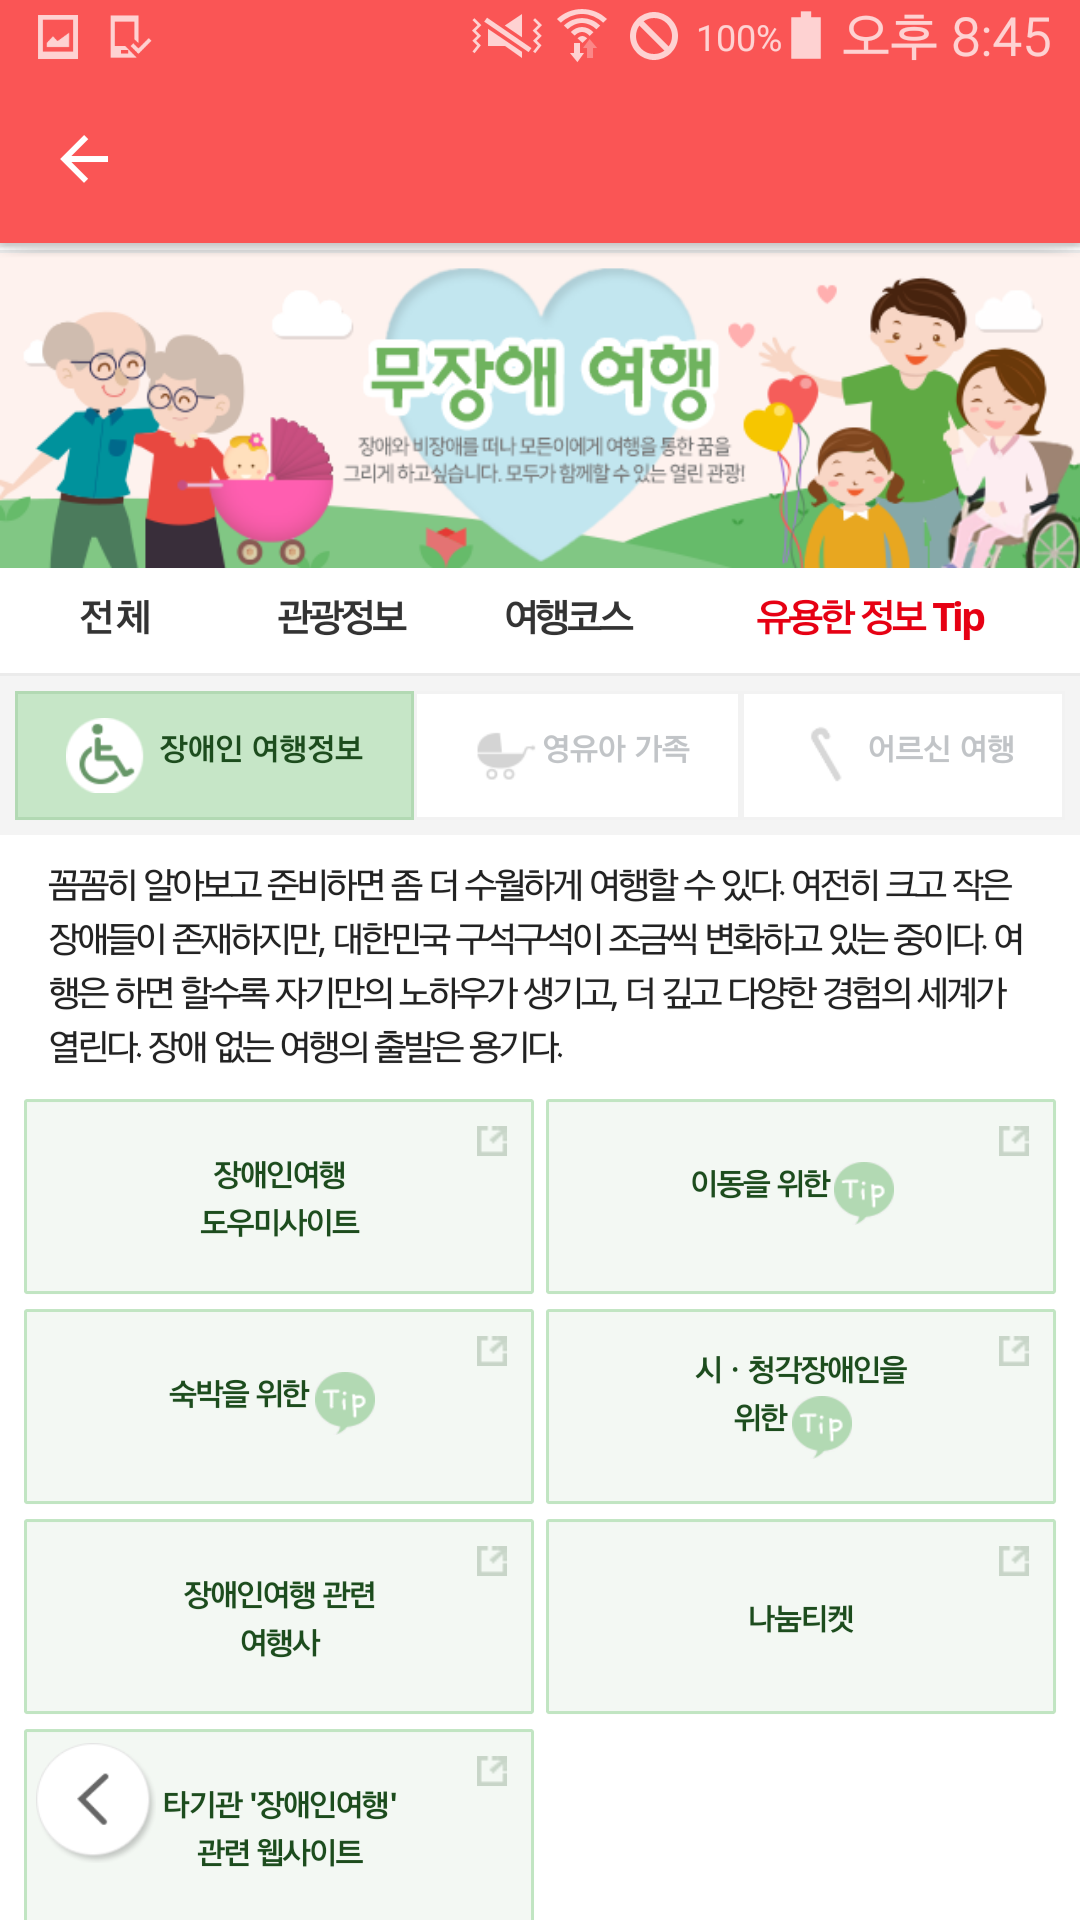 100% 오후 8:45
무장애 여행
장애와 비장애를 떠나 모든이에게 여행을 통한 꿈을
그리게 하고싶습니다. 모두가 함께할 수 있는 열린 관광!
전체 관광정보 여행코스 유용한 정보 Tip
장애인 여행정보 영유아 가족 어르신 여행
꼼꼼히 알아보고 준비하면 좀 더 수월하게 여행할 수 있다. 여전히 크고 작은
장애들이 존재하지만, 대한민국 구석구석이 조금씩 변화하고 있는 중이다. 여
행은 하면 할수록 자기만의 노하우가 생기고, 더 깊고 다양한 경험의 세계가
열린다. 장애 없는 여행의 출발은 용기다.
장애인여행
도우미사이트
이동을 위한 Tip
숙박을 위한 Tip
시 · 청각장애인을
위한 Tip
장애인여행 관련
여행사
나눔티켓
타기관 '장애인여행'
관련 웹사이트